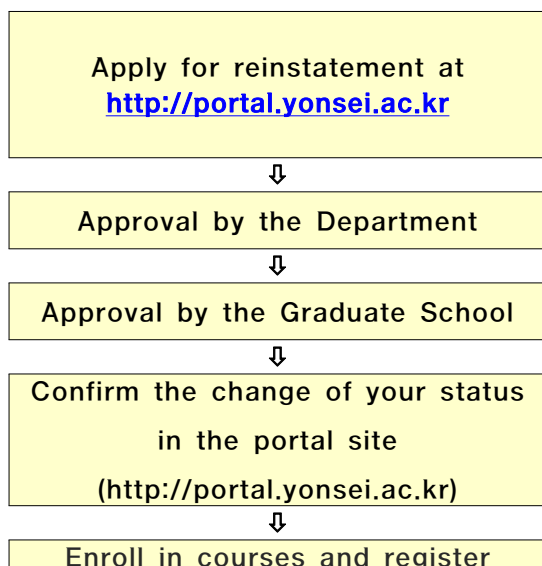 Apply for reinstatement at
http://portal.yonsei.ac.kr
⇩
Approval by the Department
⇩
Approval by the Graduate School
⇩
Confirm the change of your status
in the portal site
(http://portal.yonsei.ac.kr)
⇩
Enroll in courses and register